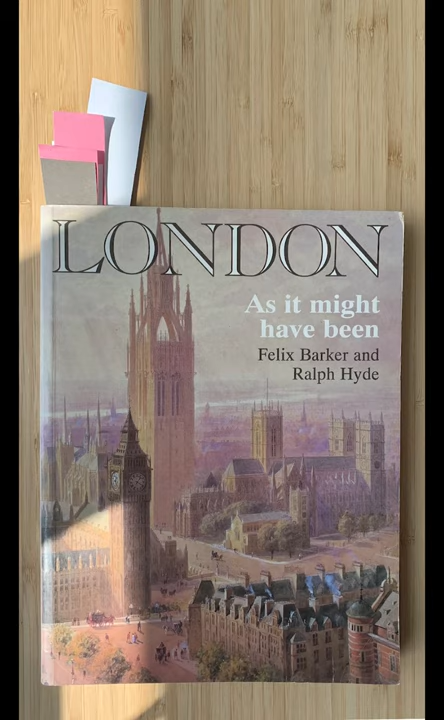 LONDON
As it might
have been
Felix Barker and
Ralph Hyde